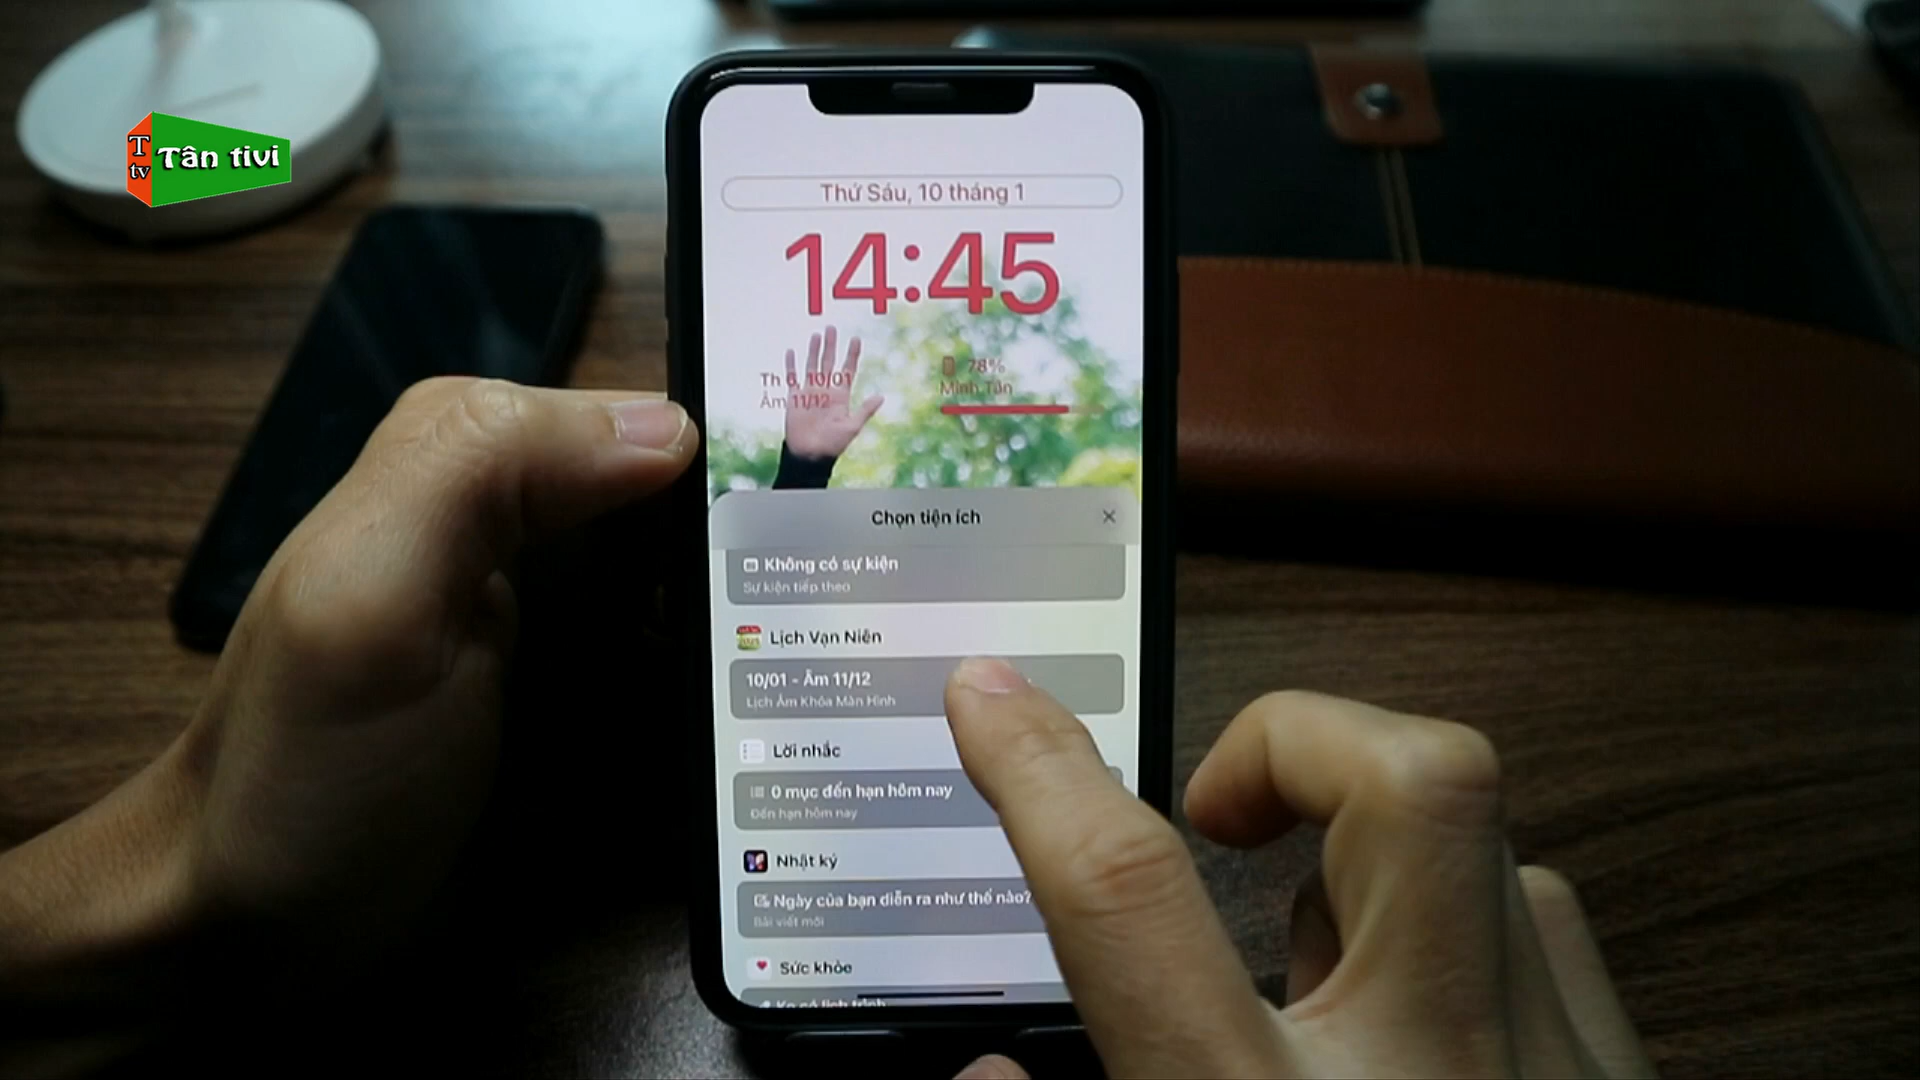 T
tv
Tân tivi
Thứ Sáu, 10 tháng 1
14:45
Th 6, 10/01
Âm 11/12
78%
Minh Tân
Chọn tiện ích
Không có sự kiện
Sự kiện tiếp theo
Lịch Vạn Niên
10/01 - Âm 11/12
Lịch Âm Khóa Màn Hình
Lời nhắc
0 mục đến hạn hôm nay
Đến hạn hôm nay
Nhật ký
Ngày của bạn diễn ra như thế nào?
Bài viết mới
Sức khỏe